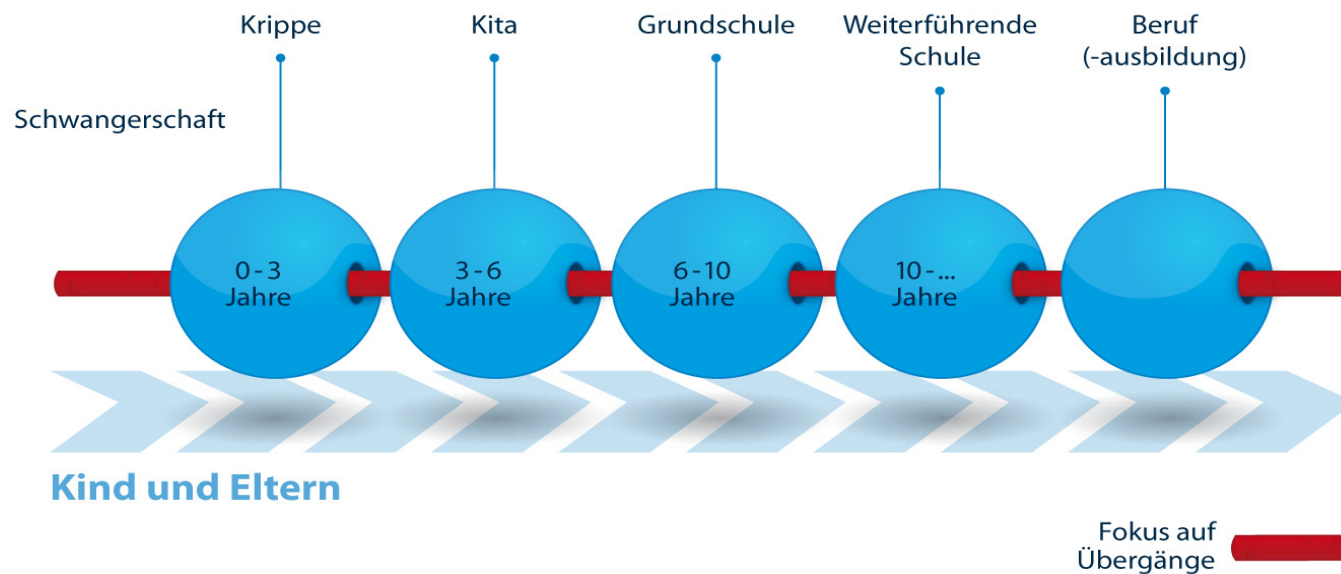 Krippe
Kita
Grundschule
Weiterführende
Schule
Beruf
(-ausbildung)
Schwangerschaft
0-3
Jahre
3-6
Jahre
6-10
Jahre
10-...
Jahre
Kind und Eltern
Fokus auf
Übergänge